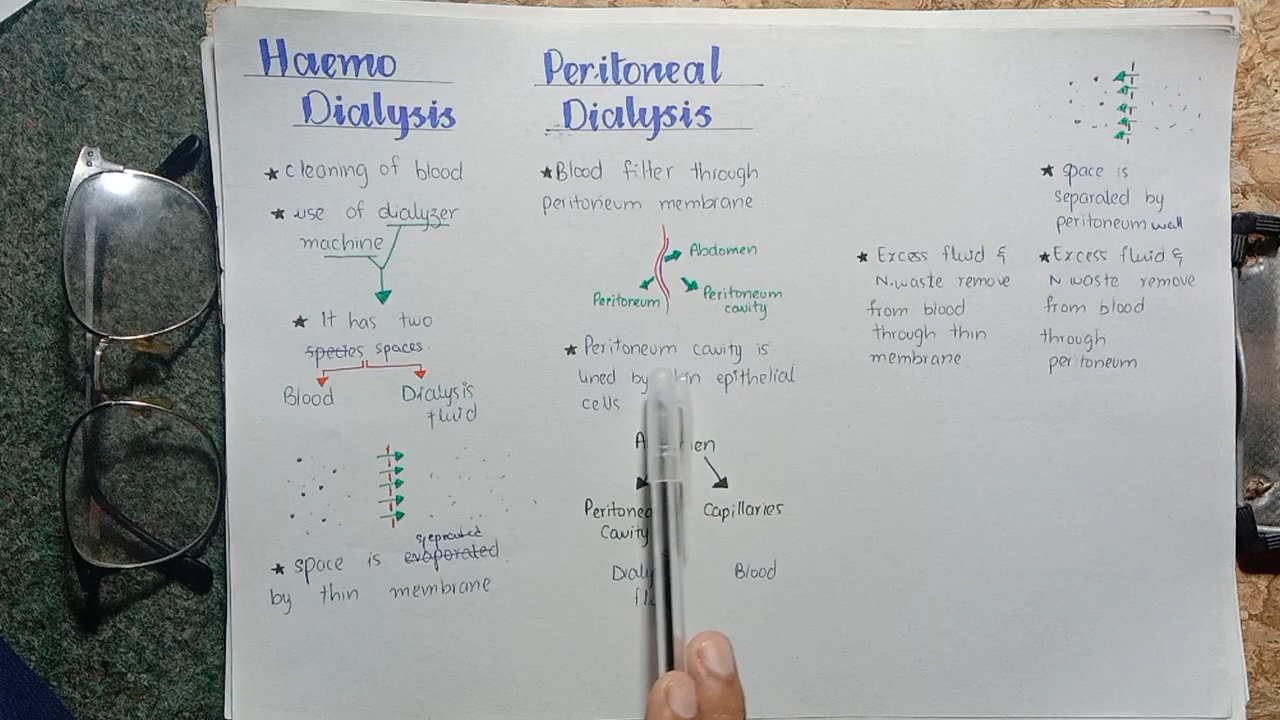 Haemo
Dialysis
★ cleaning of blood
★ use of dialyzer
machine
★ It has two
species spaces.
Blood
Dialysis
fluid
seprated
★ space is evaporated
by thin membrane
Peritoneal
Dialysis
★ Blood filter through
peritorieum membrane
Abdomen
Peritoneum
Peritoneum
cavity
★ Peritoneum cavity is
lined by epithelial
cells
Capillaries
Cavity
Blood
★ Excess fluid &
N.waste remove
from blood
through thin
membrane
★ space is
separated by
peritoneum wall
★ Excess fluid &
N waste remove
from blood
through
peritoneum